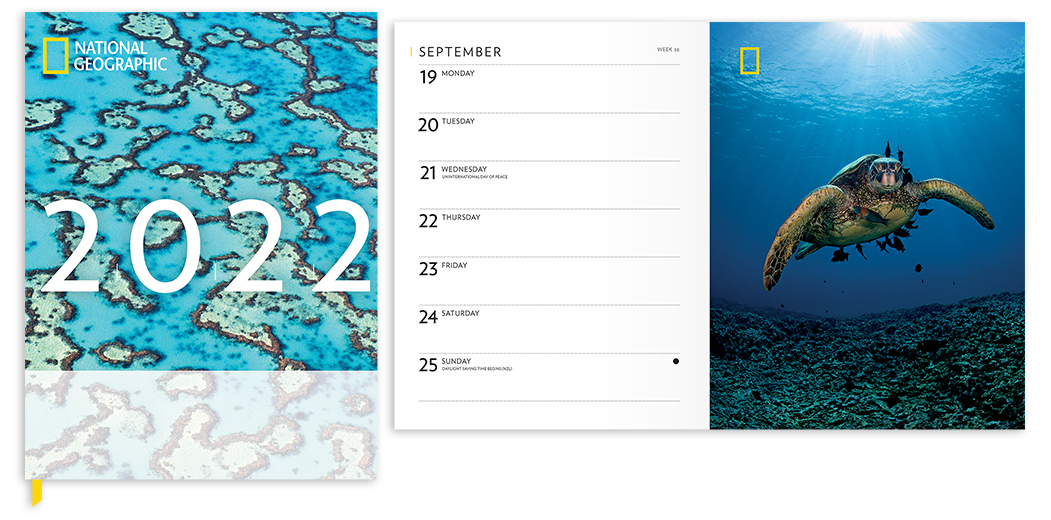 NATIONAL
GEOGRAPHIC
2022
SEPTEMBER
WEEK 38
19 MONDAY
20 TUESDAY
21 WEDNESDAY
UN INTERNATIONAL DAY OF PEACE
22 THURSDAY
23 FRIDAY
24 SATURDAY
25 SUNDAY
DAYLIGHT SAVING TIME BEGINS (NZL)